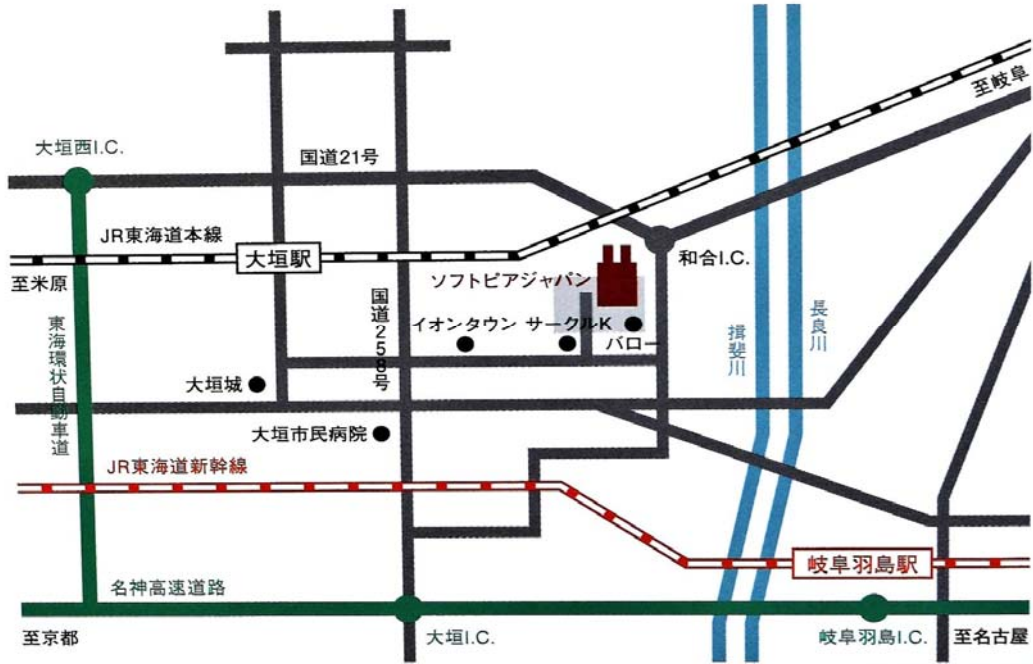 至岐阜
大垣西I.C.
国道21号
JR東海道本線
大垣駅
和合I.C.
至米原
ソフトピアジャパン
国道258号
イオンタウン
サークルK
バロー
揖斐川
長良川
東海環状自動車道
大垣城
大垣市民病院
JR東海道新幹線
岐阜羽島駅
名神高速道路
至京都
大垣I.C.
岐阜羽島I.C.
至名古屋